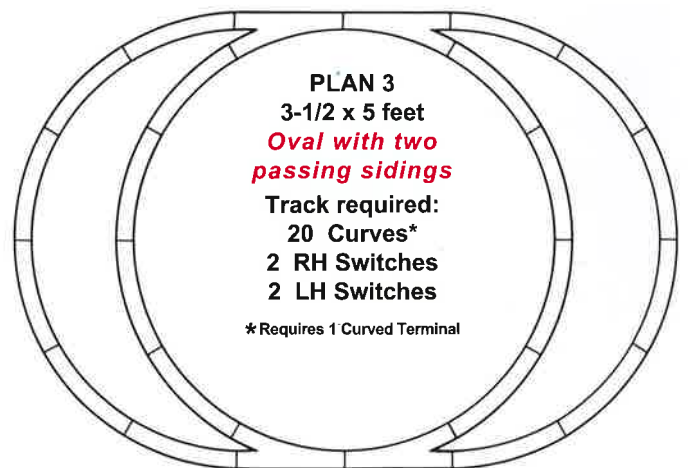 PLAN 3
3-1/2 x 5 feet
Oval with two
passing sidings
Track required:
20 Curves*
2 RH Switches
2 LH Switches
*Requires 1 Curved Terminal